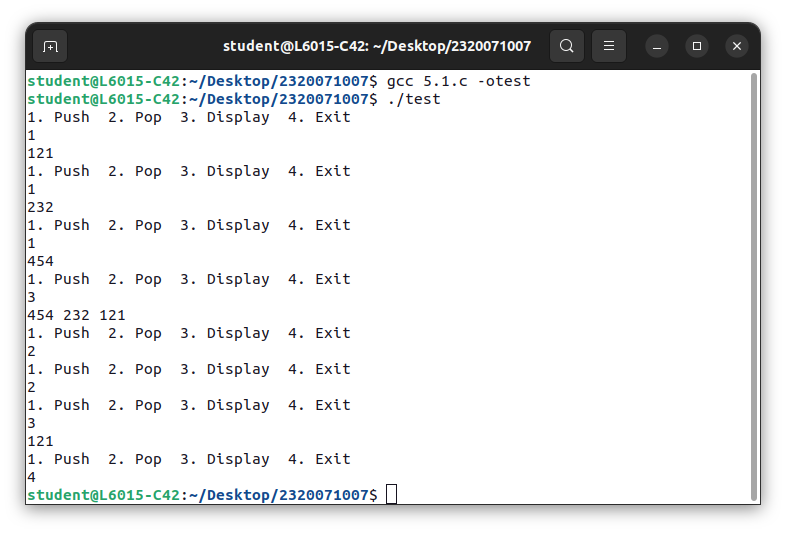 student@L6015-C42: ~/Desktop/2320071007
student@L6015-C42:~/Desktop/2320071007$ gcc 5.1.c -otest
student@L6015-C42:~/Desktop/2320071007$ ./test
1. Push  2. Pop  3. Display  4. Exit
1
121
1. Push  2. Pop  3. Display  4. Exit
1
232
1. Push  2. Pop  3. Display  4. Exit
1
454
1. Push  2. Pop  3. Display  4. Exit
3
454 232 121
1. Push  2. Pop  3. Display  4. Exit
2
1. Push  2. Pop  3. Display  4. Exit
2
1. Push  2. Pop  3. Display  4. Exit
3
121
1. Push  2. Pop  3. Display  4. Exit
4
student@L6015-C42:~/Desktop/2320071007$